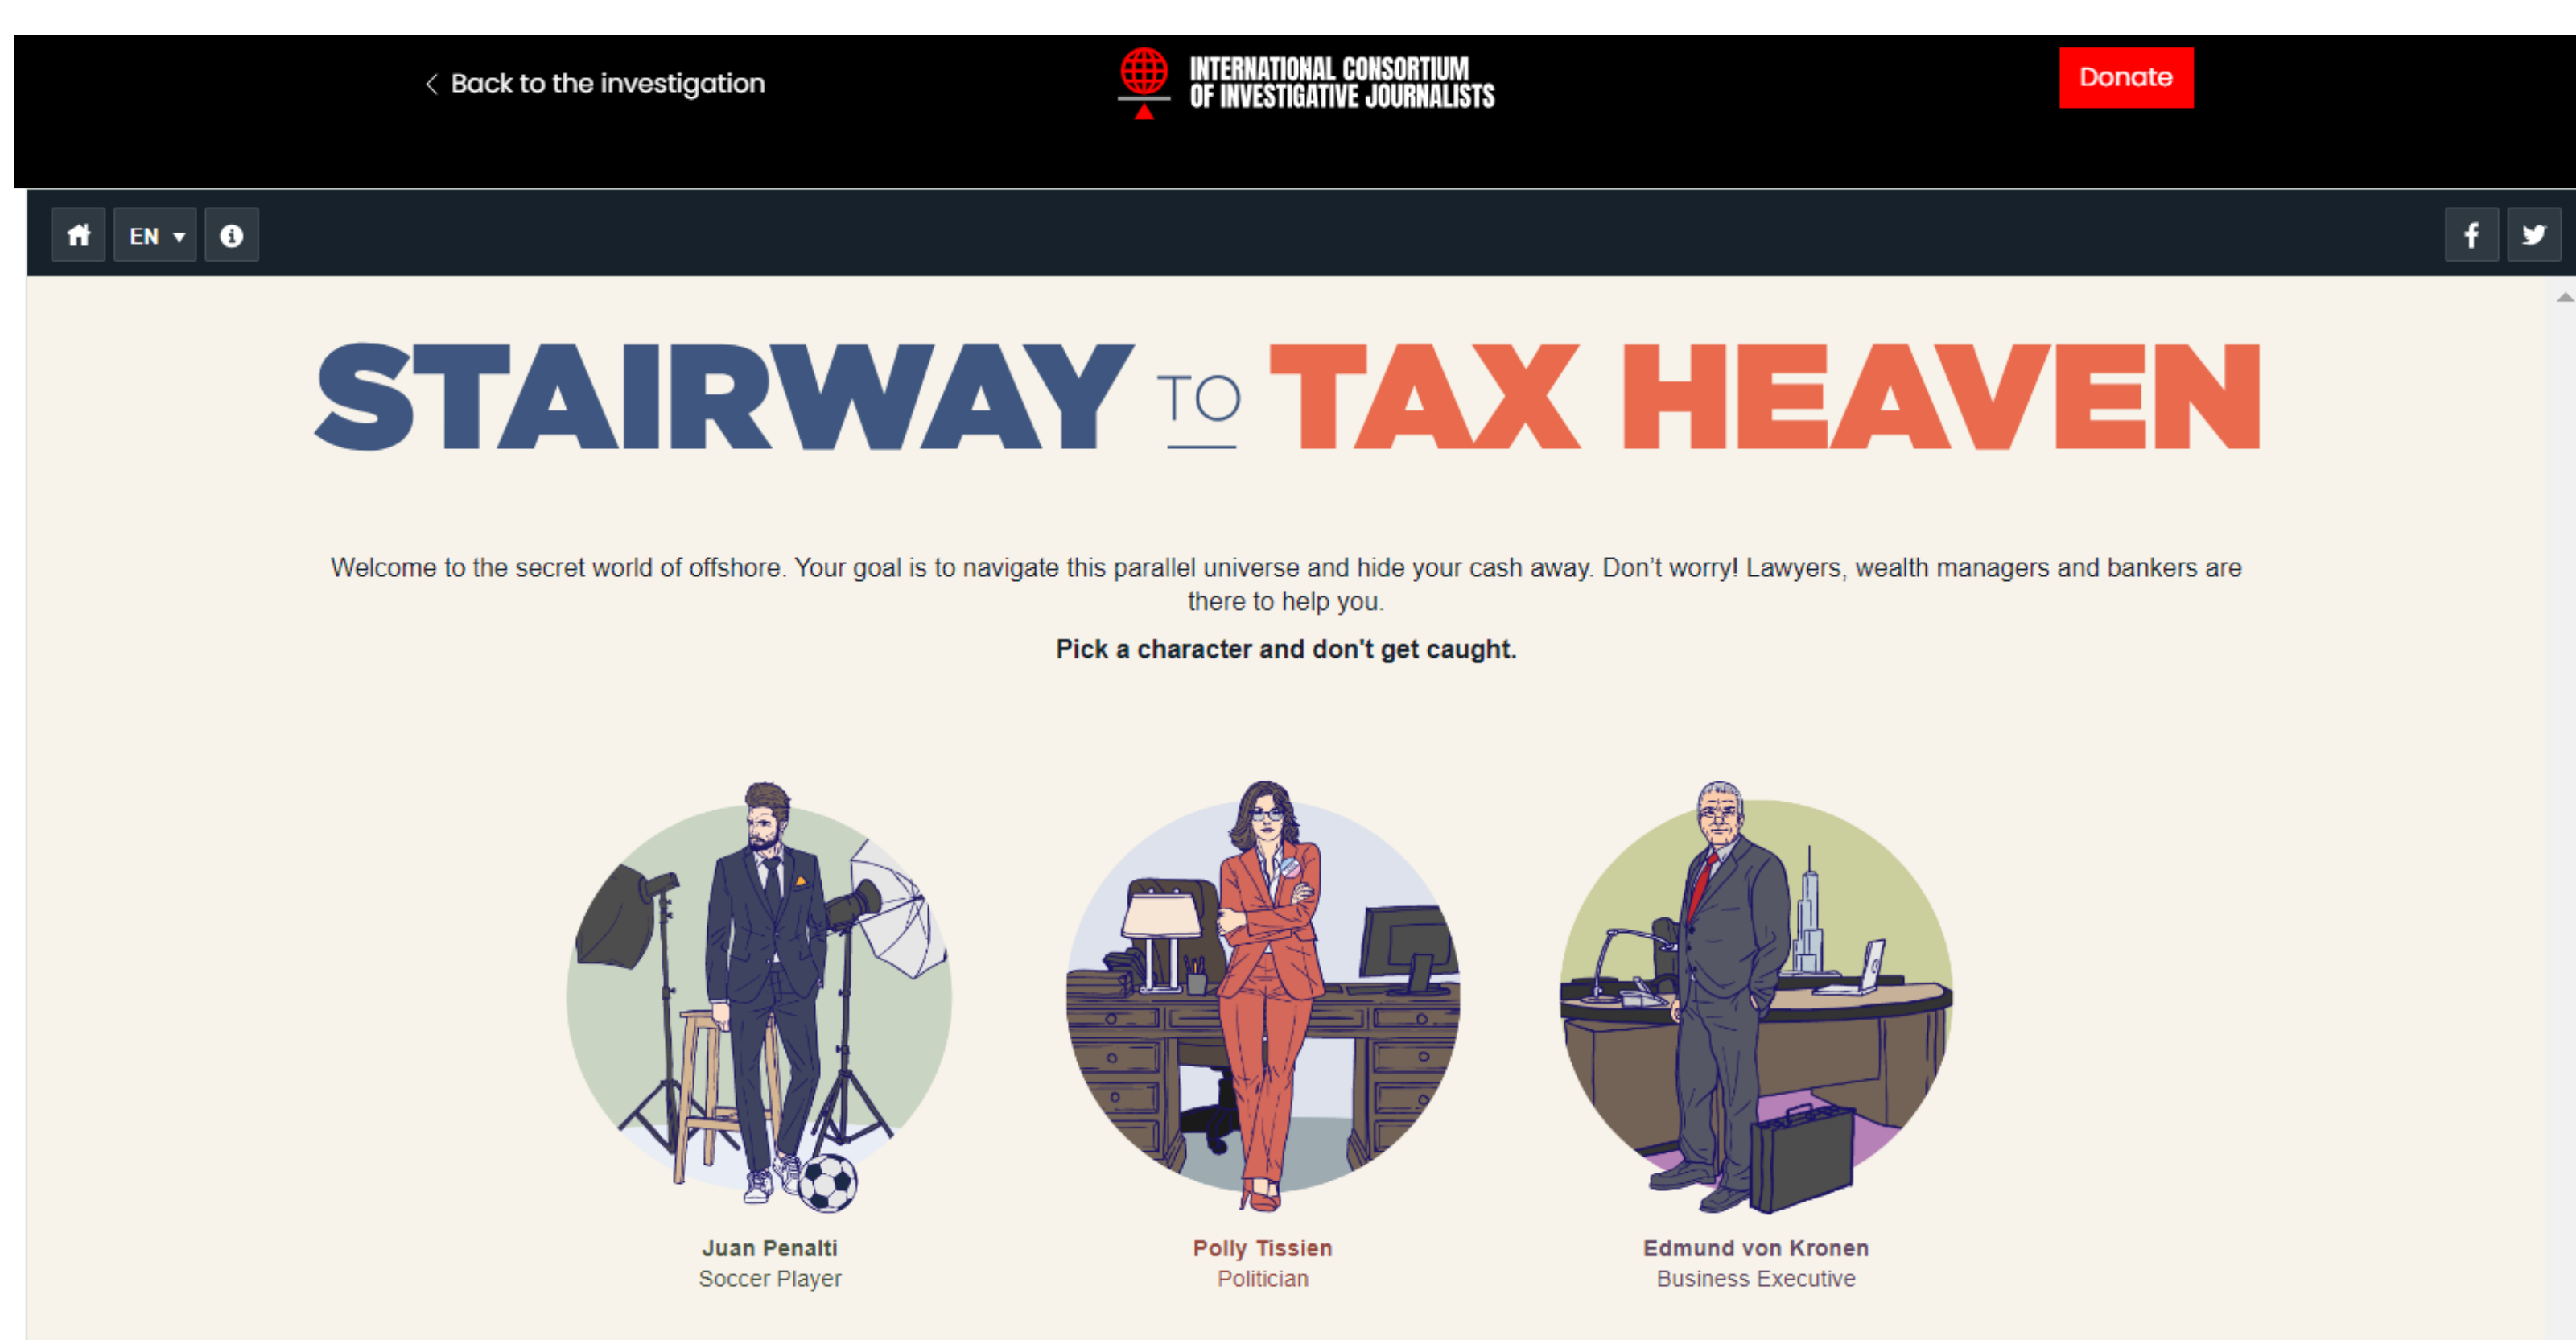 < Back to the investigation
INTERNATIONAL CONSORTIUM
OF INVESTIGATIVE JOURNALISTS
Donate
EN
STAIRWAY TO TAX HEAVEN
Welcome to the secret world of offshore. Your goal is to navigate this parallel universe and hide your cash away. Don't worry! Lawyers, wealth managers and bankers are
there to help you.
Pick a character and don't get caught.
Juan Penalti
Soccer Player
Polly Tissien
Politician
Edmund von Kronen
Business Executive